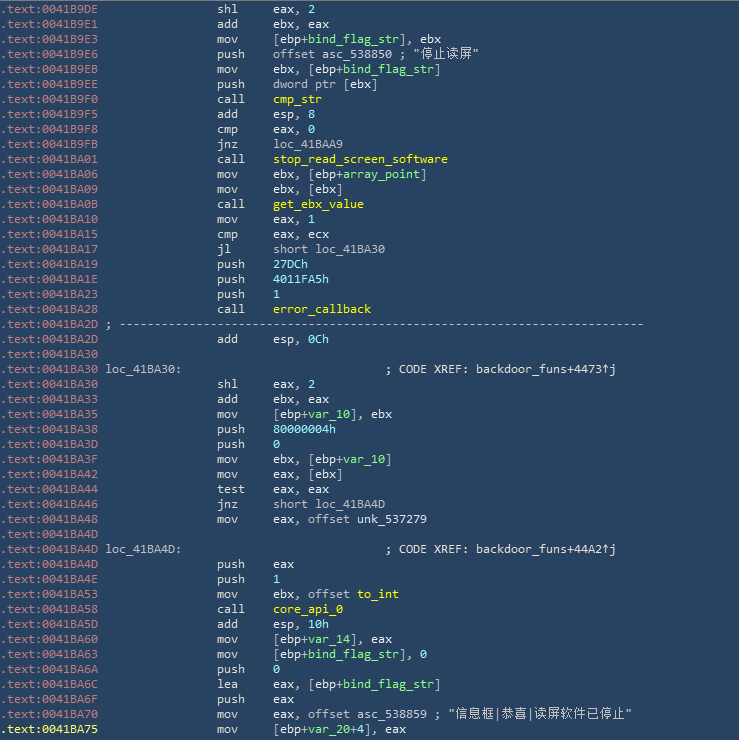 .text:0041B9DE shl eax, 2
.text:0041B9E1 add ebx, eax
.text:0041B9E3 mov [ebp+bind_flag_str], ebx
.text:0041B9E6 push offset asc_538850 ; "停止读屏"
.text:0041B9EB mov ebx, [ebp+bind_flag_str]
.text:0041B9EE push dword ptr [ebx]
.text:0041B9F0 call cmp_str
.text:0041B9F5 add esp, 8
.text:0041B9F8 cmp eax, 0
.text:0041B9FB jnz loc_41BAA9
.text:0041BA01 call stop_read_screen_software
.text:0041BA06 mov ebx, [ebp+array_point]
.text:0041BA09 mov ebx, [ebx]
.text:0041BA0B call get_ebx_value
.text:0041BA10 mov eax, 1
.text:0041BA15 cmp eax, ecx
.text:0041BA17 jl short loc_41BA30
.text:0041BA19 push 27DCh
.text:0041BA1E push 4011FA5h
.text:0041BA23 push 1
.text:0041BA28 call error_callback
.text:0041BA2D ; ---------------------------------------------------------------------------
.text:0041BA2D add esp, 0Ch
.text:0041BA30
.text:0041BA30 loc_41BA30: ; CODE XREF: backdoor_funs+4473↑j
.text:0041BA30 shl eax, 2
.text:0041BA33 add ebx, eax
.text:0041BA35 mov [ebp+var_10], ebx
.text:0041BA38 push 80000004h
.text:0041BA3D push 0
.text:0041BA3F mov ebx, [ebp+var_10]
.text:0041BA42 mov eax, [ebx]
.text:0041BA44 test eax, eax
.text:0041BA46 jnz short loc_41BA4D
.text:0041BA48 mov eax, offset unk_537279
.text:0041BA4D
.text:0041BA4D loc_41BA4D: ; CODE XREF: backdoor_funs+44A2↑j
.text:0041BA4D push eax
.text:0041BA4E push 1
.text:0041BA53 mov ebx, offset to_int
.text:0041BA58 call core_api_0
.text:0041BA5D add esp, 10h
.text:0041BA60 mov [ebp+var_14], eax
.text:0041BA63 mov [ebp+bind_flag_str], 0
.text:0041BA6A push 0
.text:0041BA6C lea eax, [ebp+bind_flag_str]
.text:0041BA6F push eax
.text:0041BA70 mov eax, offset asc_538859 ; "信息框|恭喜|读屏软件已停止"
.text:0041BA75 mov [ebp+var_20+4], eax